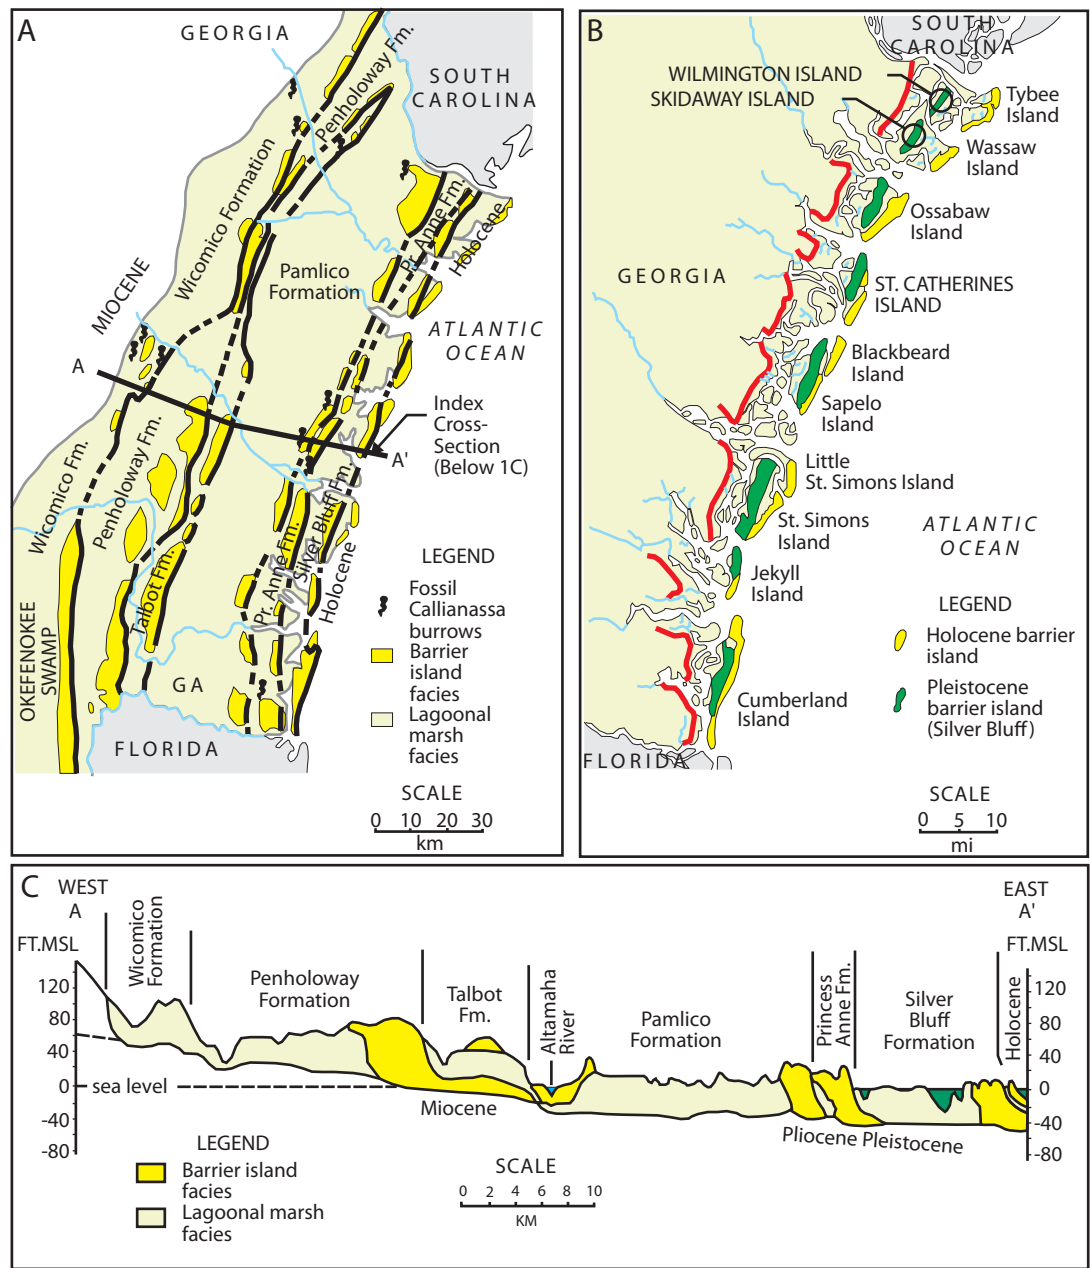 A
GEORGIA
SOUTH
CAROLINA
Penholoway Fm.
Wicomico Formation
Pr. Anne Fm.
Holocene
Pamlico
Formation
MIOCENE
ATLANTIC
OCEAN
A
Index
Cross-
Section
(Below 1C)
A'
Wicomico Fm.
Penholoway Fm.
Talbot Fm.
Pr. Anne Fm.
Silver Bluff Fm.
Holocene
OKEFENOKEE
SWAMP
GA
FLORIDA
LEGEND
Fossil
Callianassa
burrows
Barrier
island
facies
Lagoonal
marsh
facies
SCALE
0 10 20 30
km
B
SOUTH
CAROLINA
WILMINGTON ISLAND
SKIDAWAY ISLAND
Tybee
Island
Wassaw
Island
Ossabaw
Island
GEORGIA
ST. CATHERINES
ISLAND
Blackbeard
Island
Sapelo
Island
Little
St. Simons Island
St. Simons
Island
ATLANTIC
OCEAN
Jekyll
Island
Cumberland
Island
FLORIDA
LEGEND
Holocene barrier
island
Pleistocene
barrier island
(Silver Bluff)
SCALE
0 5 10
mi
C
WEST
A
EAST
A'
FT.MSL
FT.MSL
Wicomico
Formation
Penholoway
Formation
Talbot
Fm.
Altamaha
River
Pamlico
Formation
Princess
Anne Fm.
Silver
Bluff
Formation
Holocene
120
80
40
0
-40
-80
120
80
40
0
-40
-80
sea level
Miocene
Pliocene Pleistocene
LEGEND
Barrier island
facies
Lagoonal marsh
facies
SCALE
0 2 4 6 8 10
KM